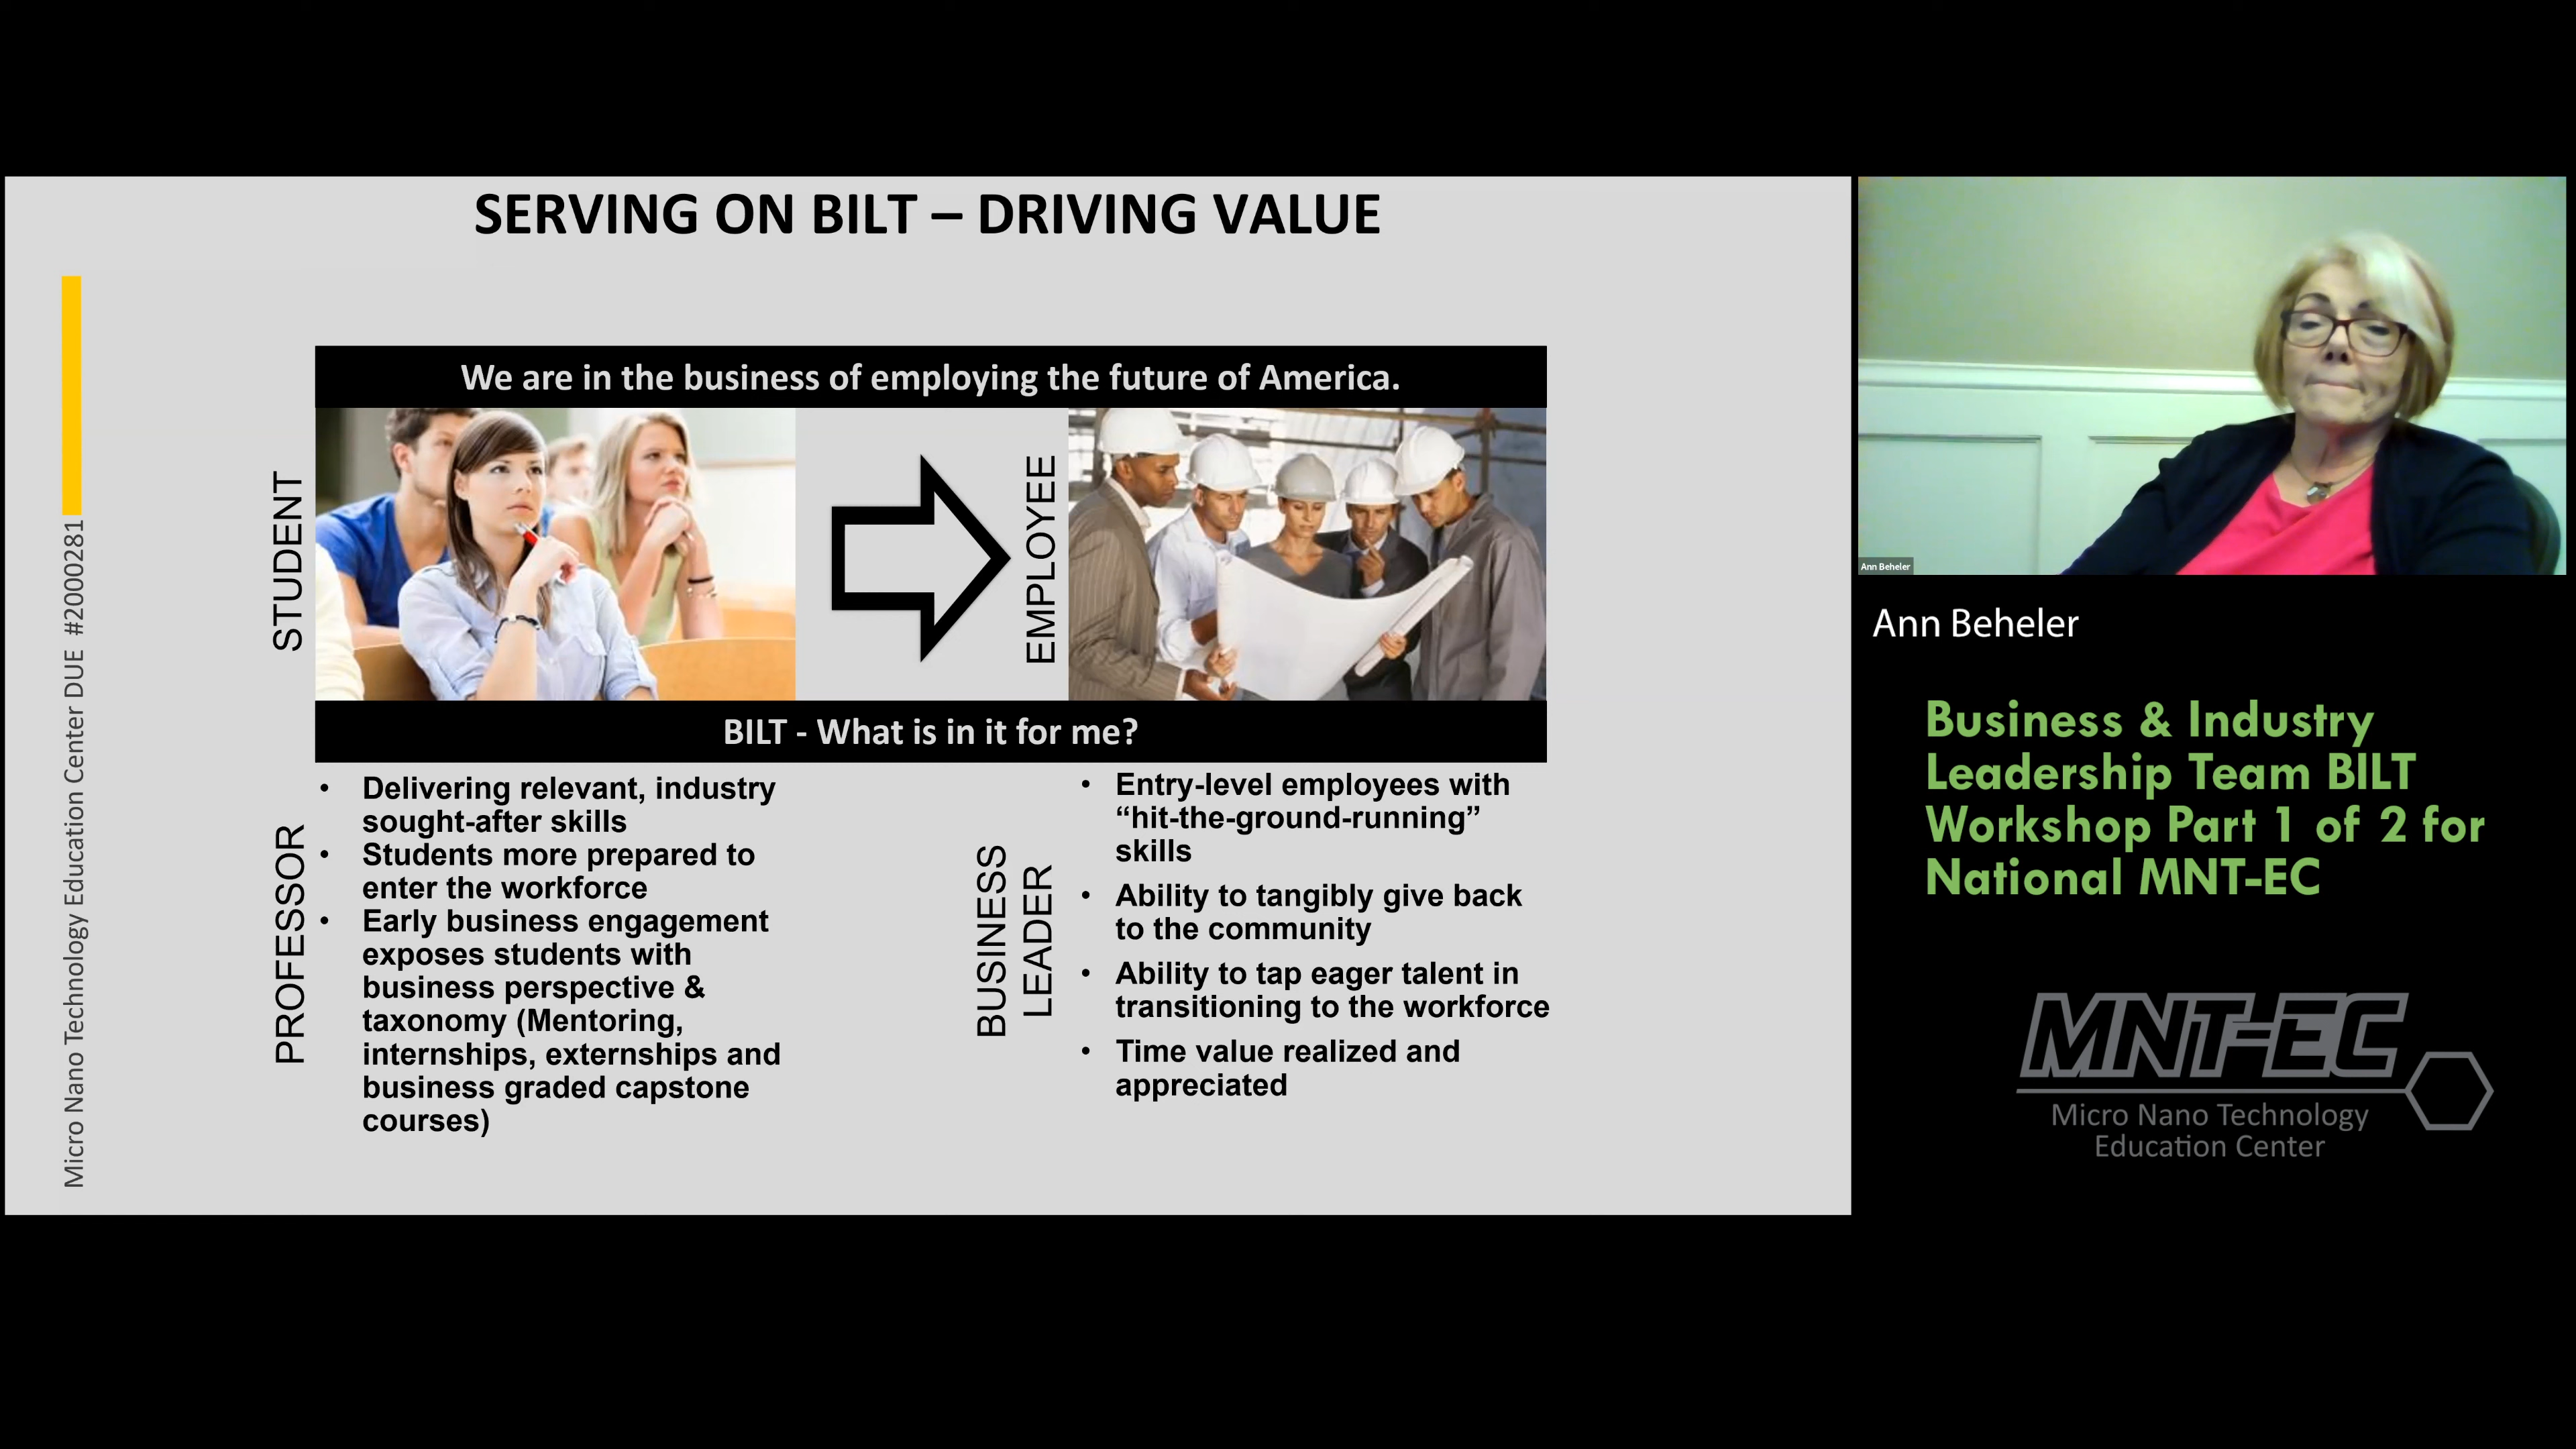 SERVING ON BILT – DRIVING VALUE
Micro Nano Technology Education Center DUE #2000281
We are in the business of employing the future of America.
STUDENT
EMPLOYEE
BILT - What is in it for me?
PROFESSOR
• Delivering relevant, industry
sought-after skills
• Students more prepared to
enter the workforce
• Early business engagement
exposes students with
business perspective &
taxonomy (Mentoring,
internships, externships and
business graded capstone
courses)
BUSINESS
LEADER
• Entry-level employees with
“hit-the-ground-running”
skills
• Ability to tangibly give back
to the community
• Ability to tap eager talent in
transitioning to the workforce
• Time value realized and
appreciated
Ann Beheler
Ann Beheler
Business & Industry
Leadership Team BILT
Workshop Part 1 of 2 for
National MNT-EC
MNT-EC
Micro Nano Technology
Education Center